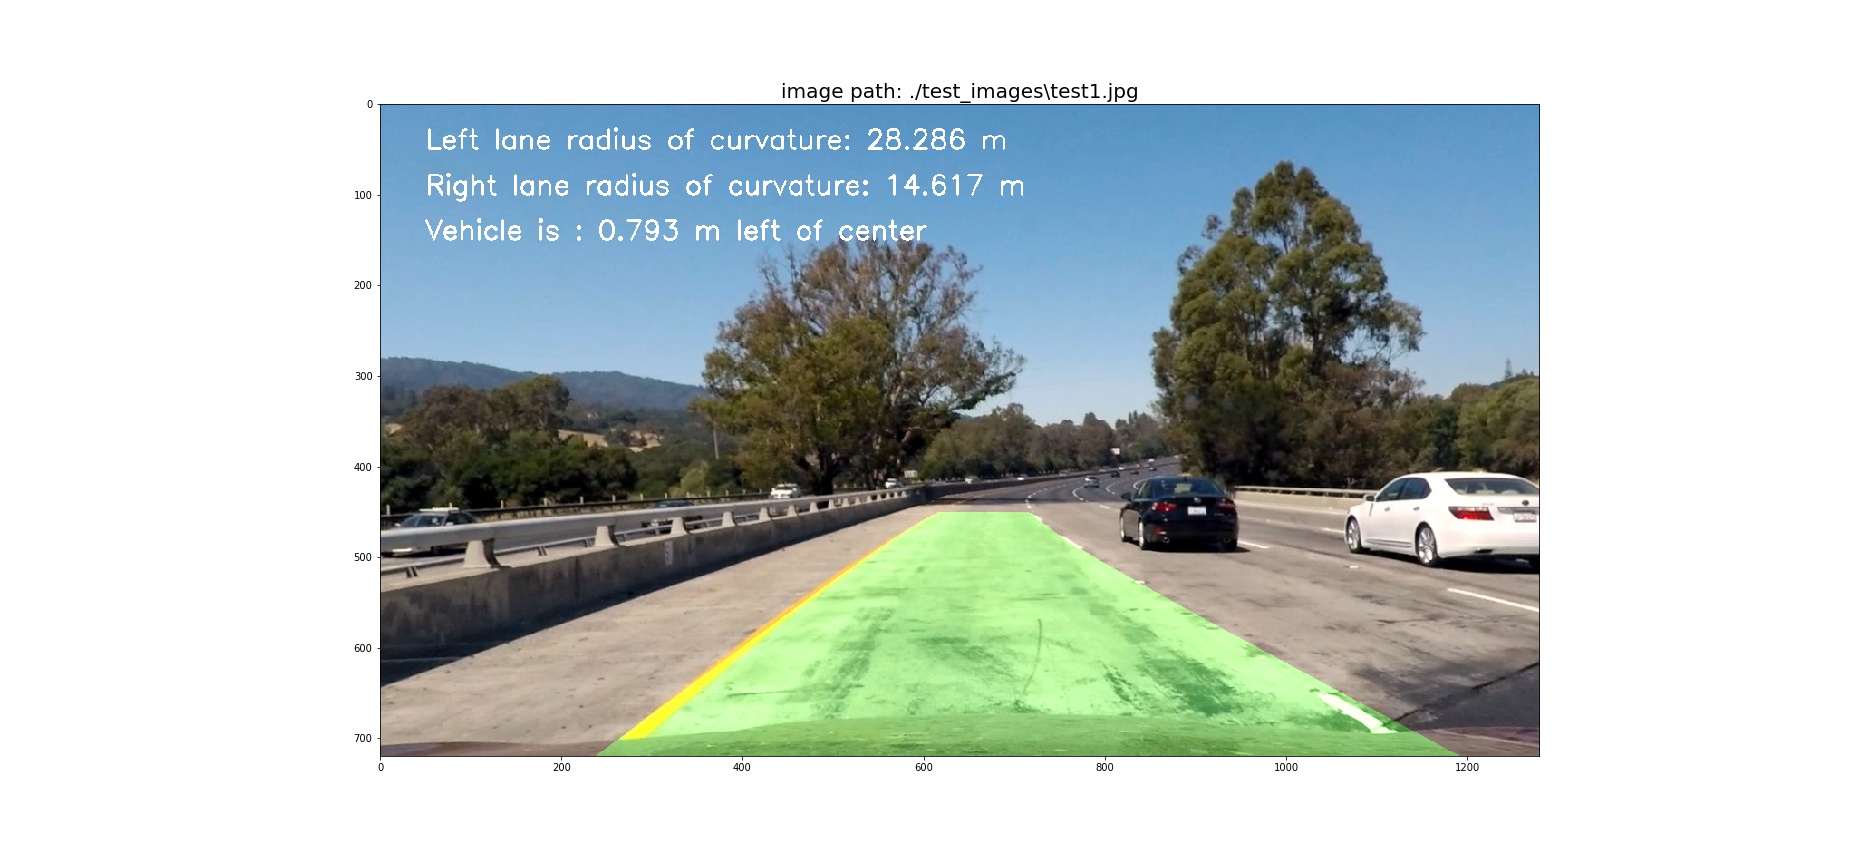 image path: ./test_images\test1.jpg
Left lane radius of curvature: 28.286 m
Right lane radius of curvature: 14.617 m
Vehicle is : 0.793 m left of center
0
100
200
300
400
500
600
700
0 200 400 600 800 1000 1200